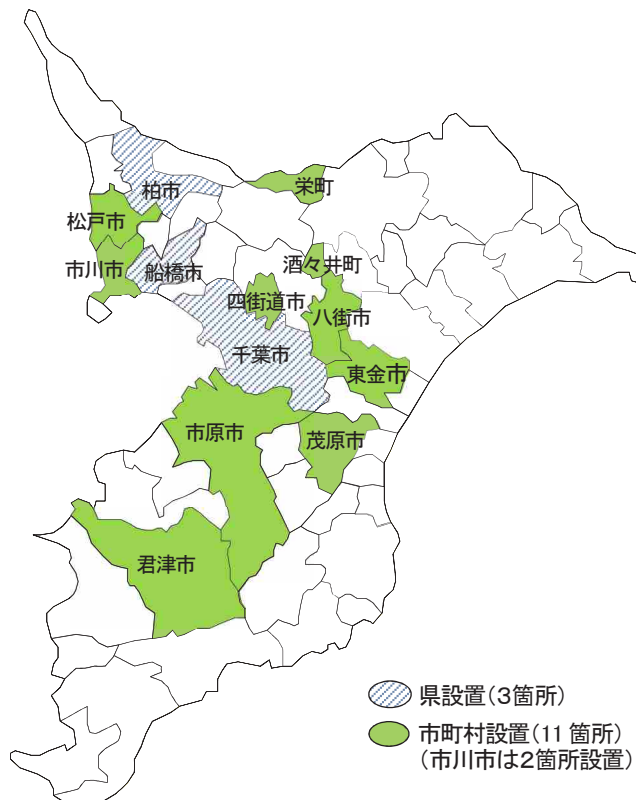 柏市
栄町
松戸市
市川市
船橋市
酒々井町
四街道市
八街市
千葉市
東金市
市原市
茂原市
君津市
県設置(3箇所)
市町村設置(11箇所)
(市川市は2箇所設置)